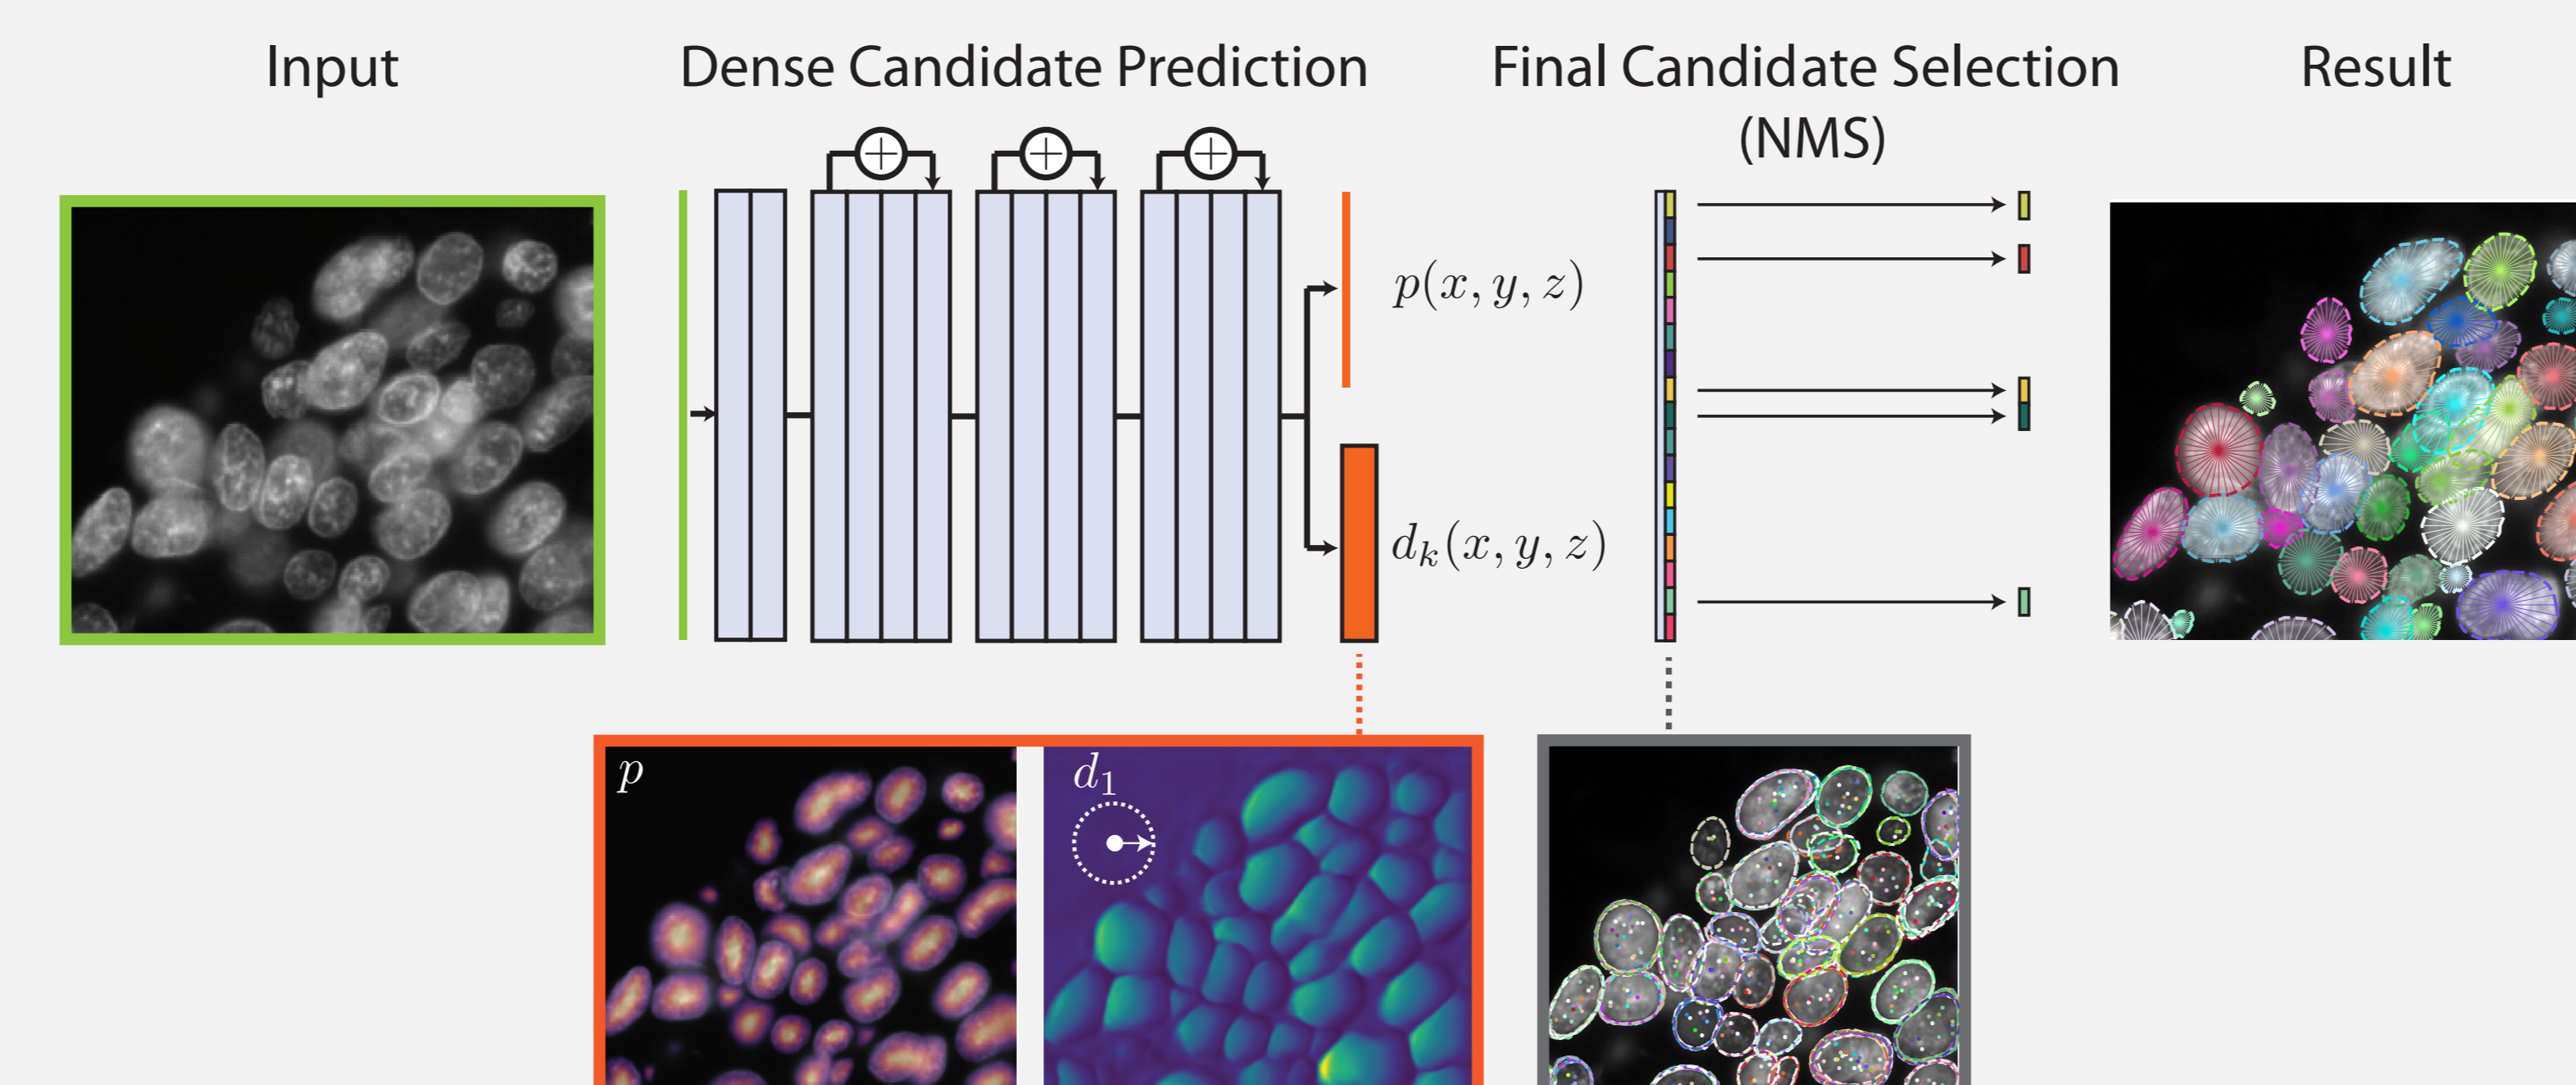 Input
Dense Candidate Prediction
Final Candidate Selection
(NMS)
Result
p(x, y, z)
d_k(x, y, z)
p
d_1